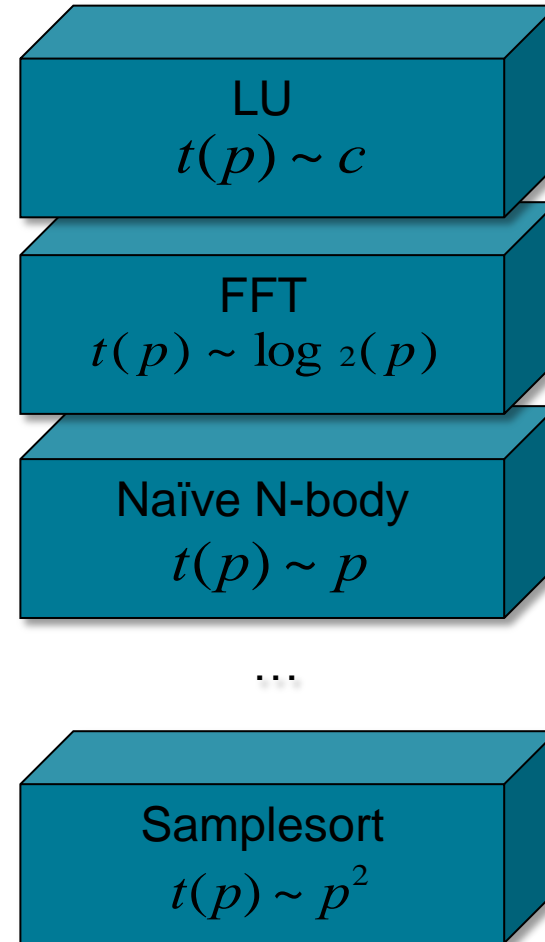 LU
t(p) ~ c
FFT
t(p) ~ log 2(p)
Naïve N-body
t(p) ~ p
…
Samplesort
t(p) ~ p²